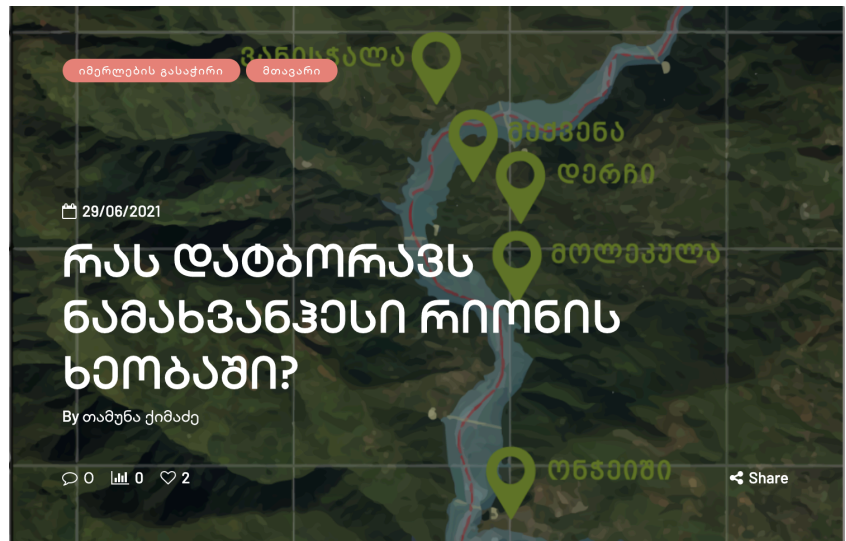 ვანისჭალა
იმერლების გასაჭირი
მთავარი
მექვენა
დერჩი
29/06/2021
მოლეკულა
რას დატბორავს
ნამახვანჰესი რიონის
ხეობაში?
By თამუნა ქიმაძე
0 0 2
ონჭეიში
Share